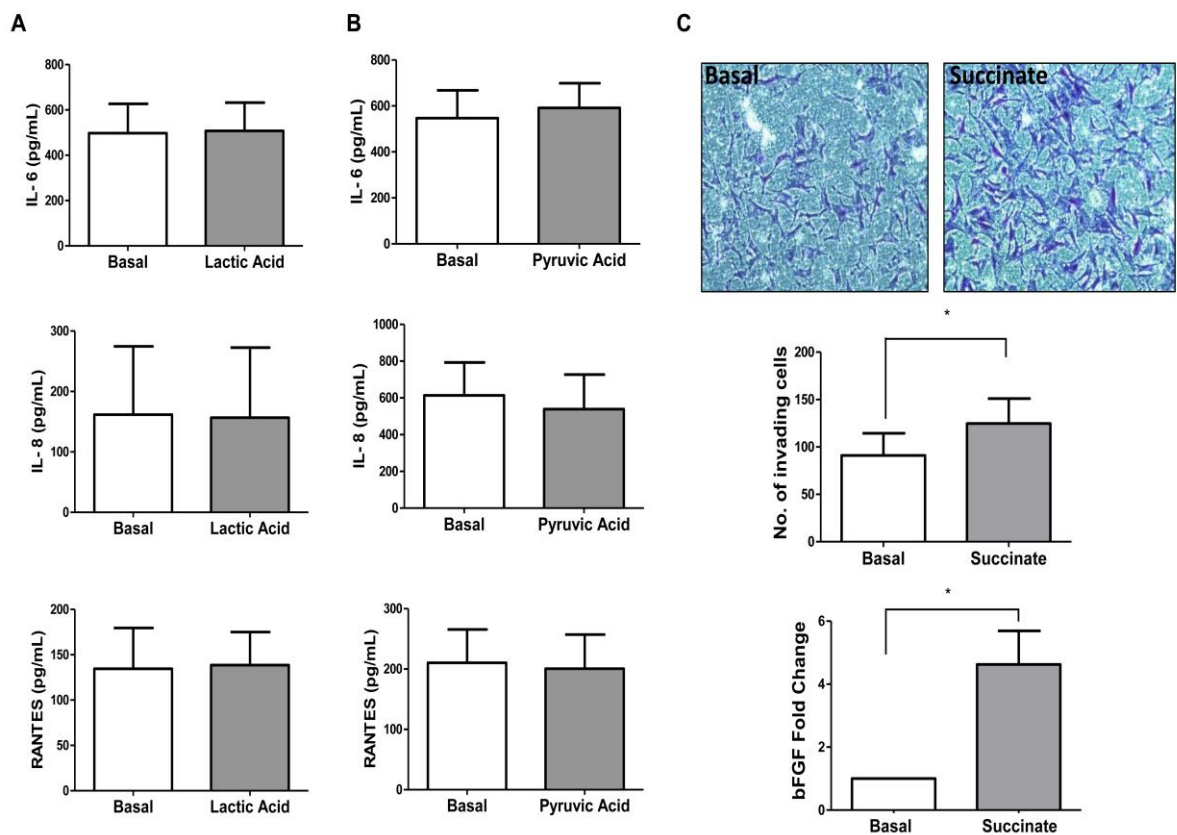 A
B
C
800
600
400
200
0
IL- 6 (pg/mL)
Basal
Lactic Acid
800
600
400
200
0
IL- 6 (pg/mL)
Basal
Pyruvic Acid
Basal
Succinate
300
200
100
0
IL- 8 (pg/mL)
Basal
Lactic Acid
1000
800
600
400
200
0
IL- 8 (pg/mL)
Basal
Pyruvic Acid
*
200
150
100
50
0
No. of invading cells
Basal
Succinate
200
150
100
50
0
RANTES (pg/mL)
Basal
Lactic Acid
300
200
100
0
RANTES (pg/mL)
Basal
Pyruvic Acid
*
6
4
2
0
bFGF Fold Change
Basal
Succinate